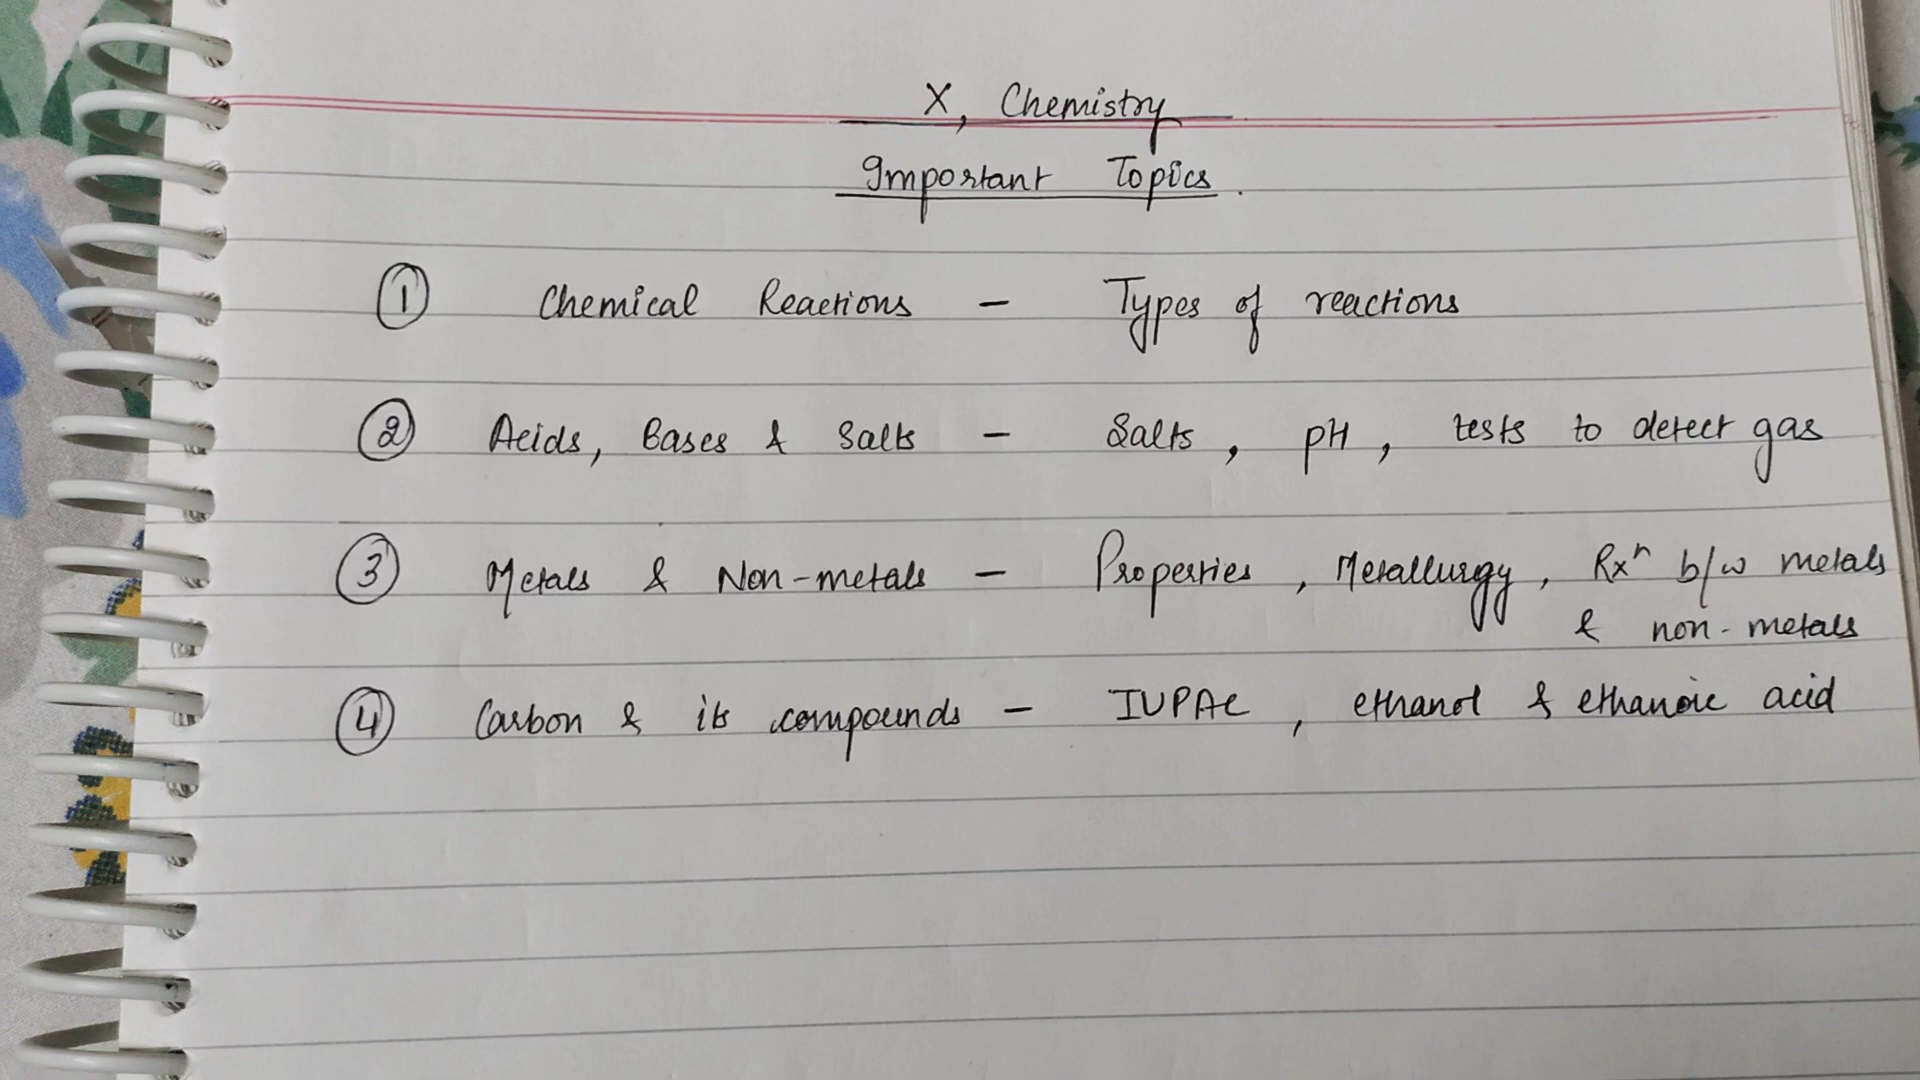 X, Chemistry
Important Topics.
① Chemical Reactions - Types of reactions
② Acids, Bases & Salts - Salts, pH, tests to detect gas
③ Metals & Non-metals - Properties, Metallurgy, Rxⁿ b/w metals
& non-metals
④ Carbon & its compounds - IUPAC, ethanol & ethanoic acid